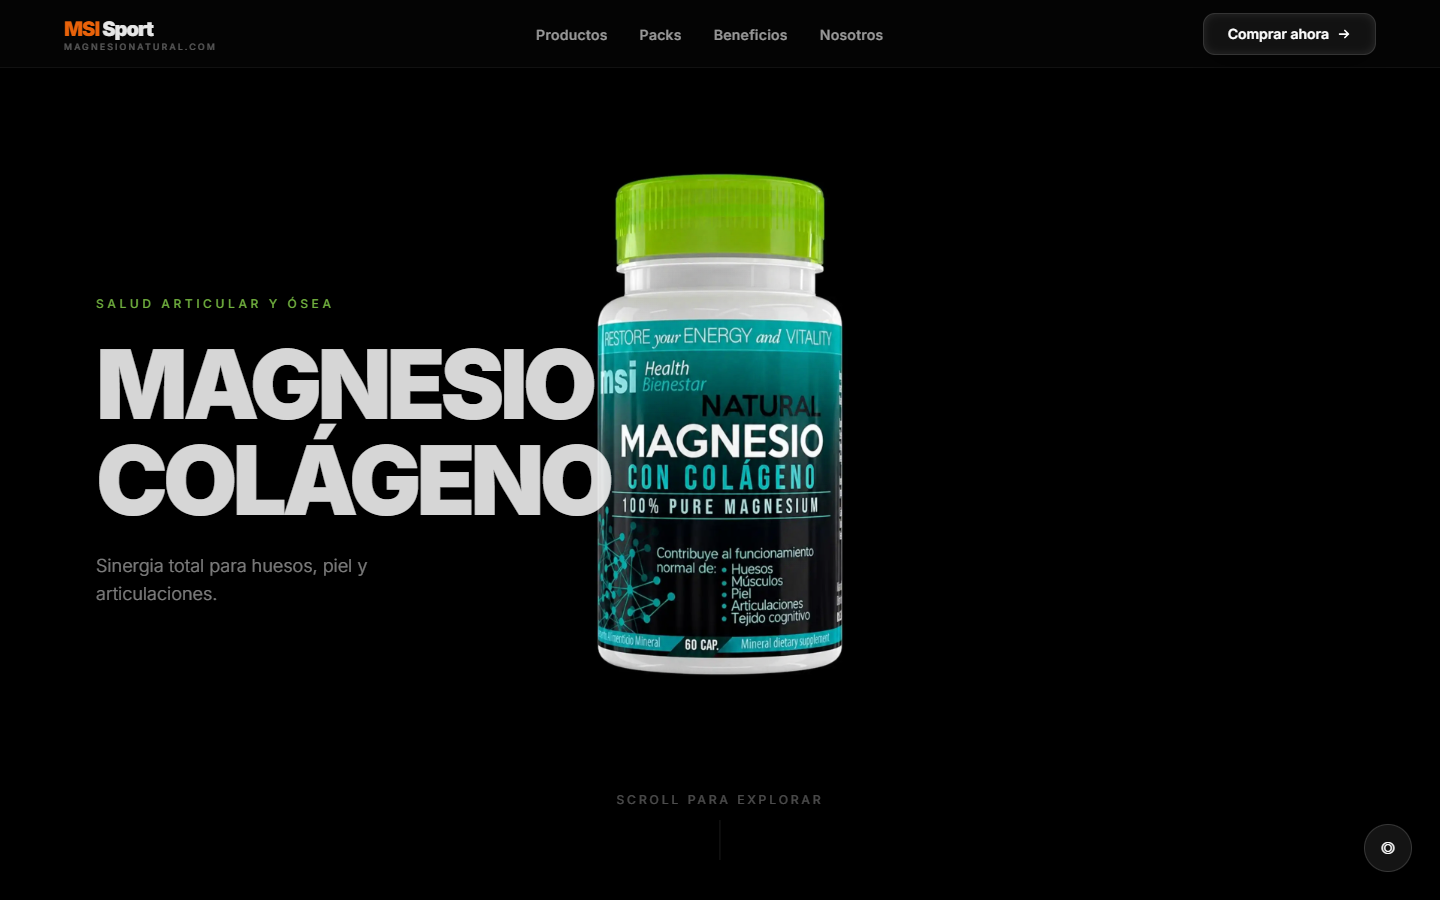 MSI Sport
MAGNESIONATURAL.COM
Productos
Packs
Beneficios
Nosotros
Comprar ahora →
SALUD ARTICULAR Y ÓSEA
MAGNESIO
COLÁGENO
Sinergia total para huesos, piel y
articulaciones.
RESTORE your ENERGY and VITALITY
msi Health
Bienestar
NATURAL
MAGNESIO
CON COLÁGENO
100% PURE MAGNESIUM
Contribuye al funcionamiento
normal de: • Huesos
• Músculos
• Piel
• Articulaciones
• Tejido cognitivo
Alimenticio Mineral
60 CAP.
Mineral dietary supplement
SCROLL PARA EXPLORAR